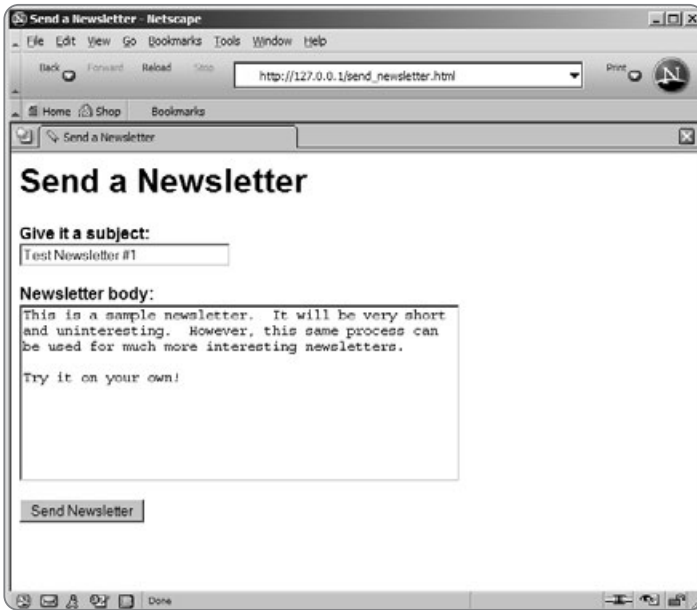 Send a Newsletter - Netscape
File Edit View Go Bookmarks Tools Window Help
Back Forward Reload Stop http://127.0.0.1/send_newsletter.html Print N
Home Shop Bookmarks
Send a Newsletter
Send a Newsletter
Give it a subject:
Test Newsletter #1
Newsletter body:
This is a sample newsletter. It will be very short
and uninteresting. However, this same process can
be used for much more interesting newsletters.
Try it on your own!
Send Newsletter
Done